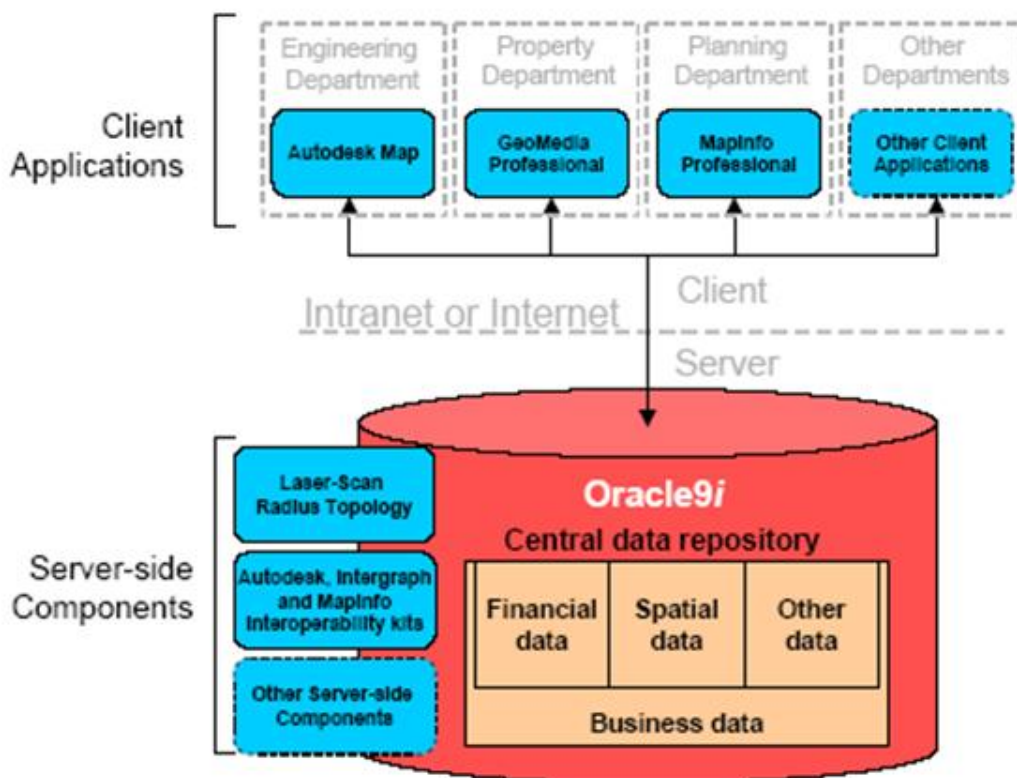 Engineering
Department
Property
Department
Planning
Department
Other
Departments
Client
Applications
Autodesk Map
GeoMedia
Professional
MapInfo
Professional
Other Client
Applications
Client
Intranet or Internet
Server
Server-side
Components
Laser-Scan
Radius Topology
Autodesk, Intergraph
and MapInfo
Interoperability kits
Other Server-side
Components
Oracle9i
Central data repository
Financial
data
Spatial
data
Other
data
Business data